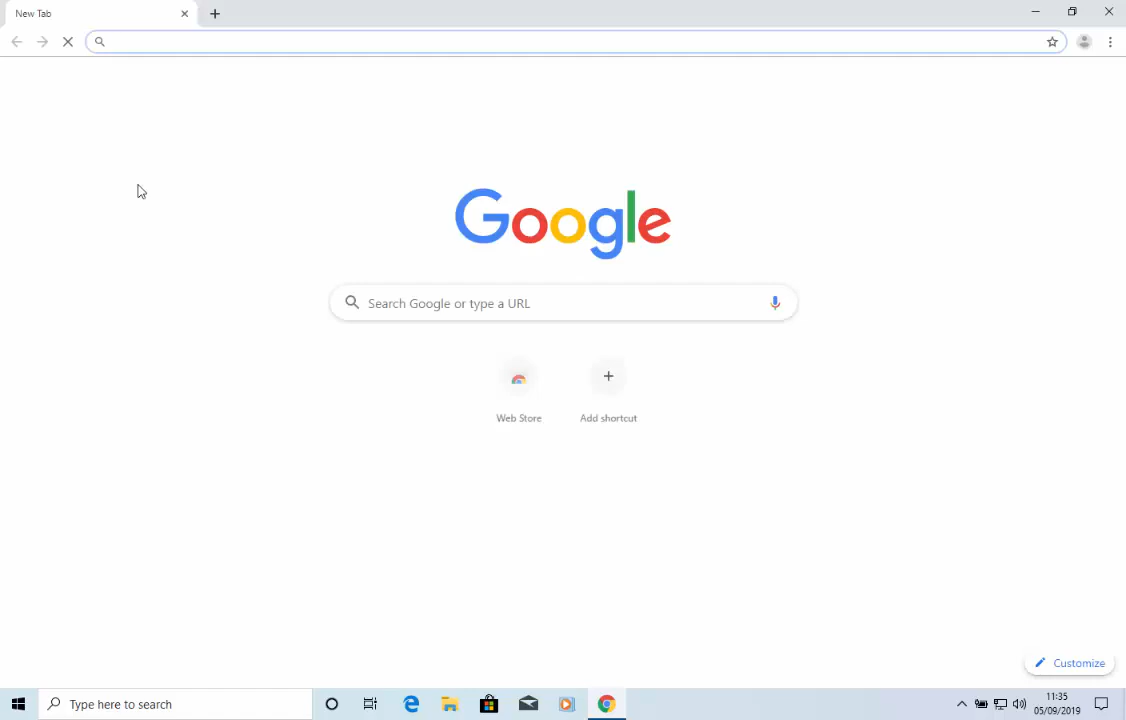 New Tab
Google
Search Google or type a URL
Web Store
Add shortcut
Customize
Type here to search
11:35
05/09/2019